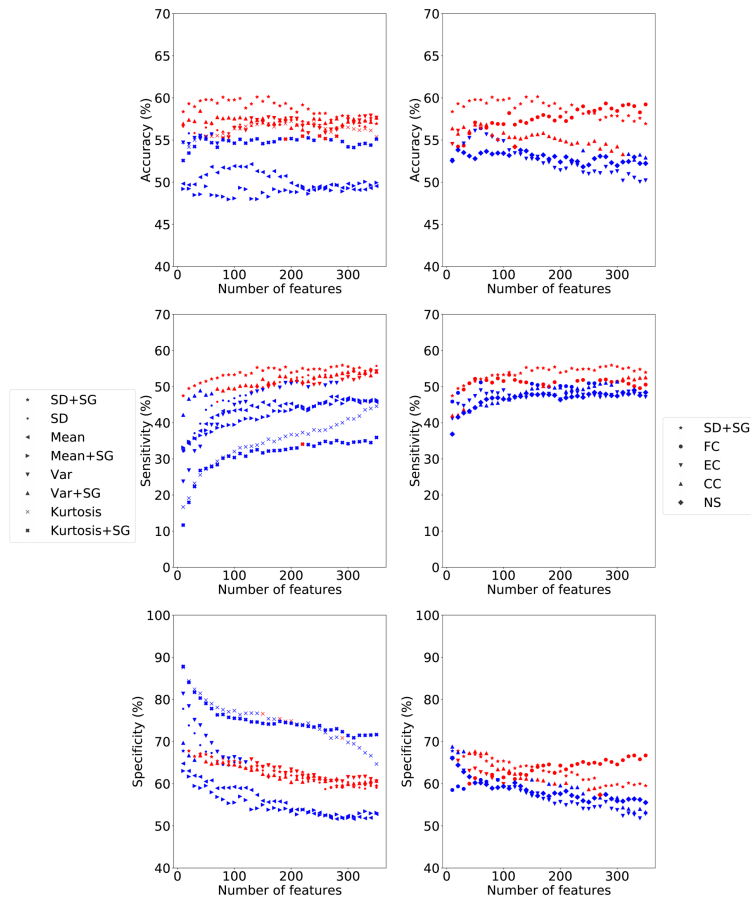 70
65
60
55
50
45
40
Accuracy (%)
0
100
200
300
Number of features
70
65
60
55
50
45
40
Accuracy (%)
0
100
200
300
Number of features
70
60
50
40
30
20
10
0
Sensitivity (%)
0
100
200
300
Number of features
70
60
50
40
30
20
10
0
Sensitivity (%)
0
100
200
300
Number of features
SD+SG
SD
Mean
Mean+SG
Var
Var+SG
Kurtosis
Kurtosis+SG
SD+SG
FC
EC
CC
NS
100
90
80
70
60
50
40
Specificity (%)
0
100
200
300
Number of features
100
90
80
70
60
50
40
Specificity (%)
0
100
200
300
Number of features